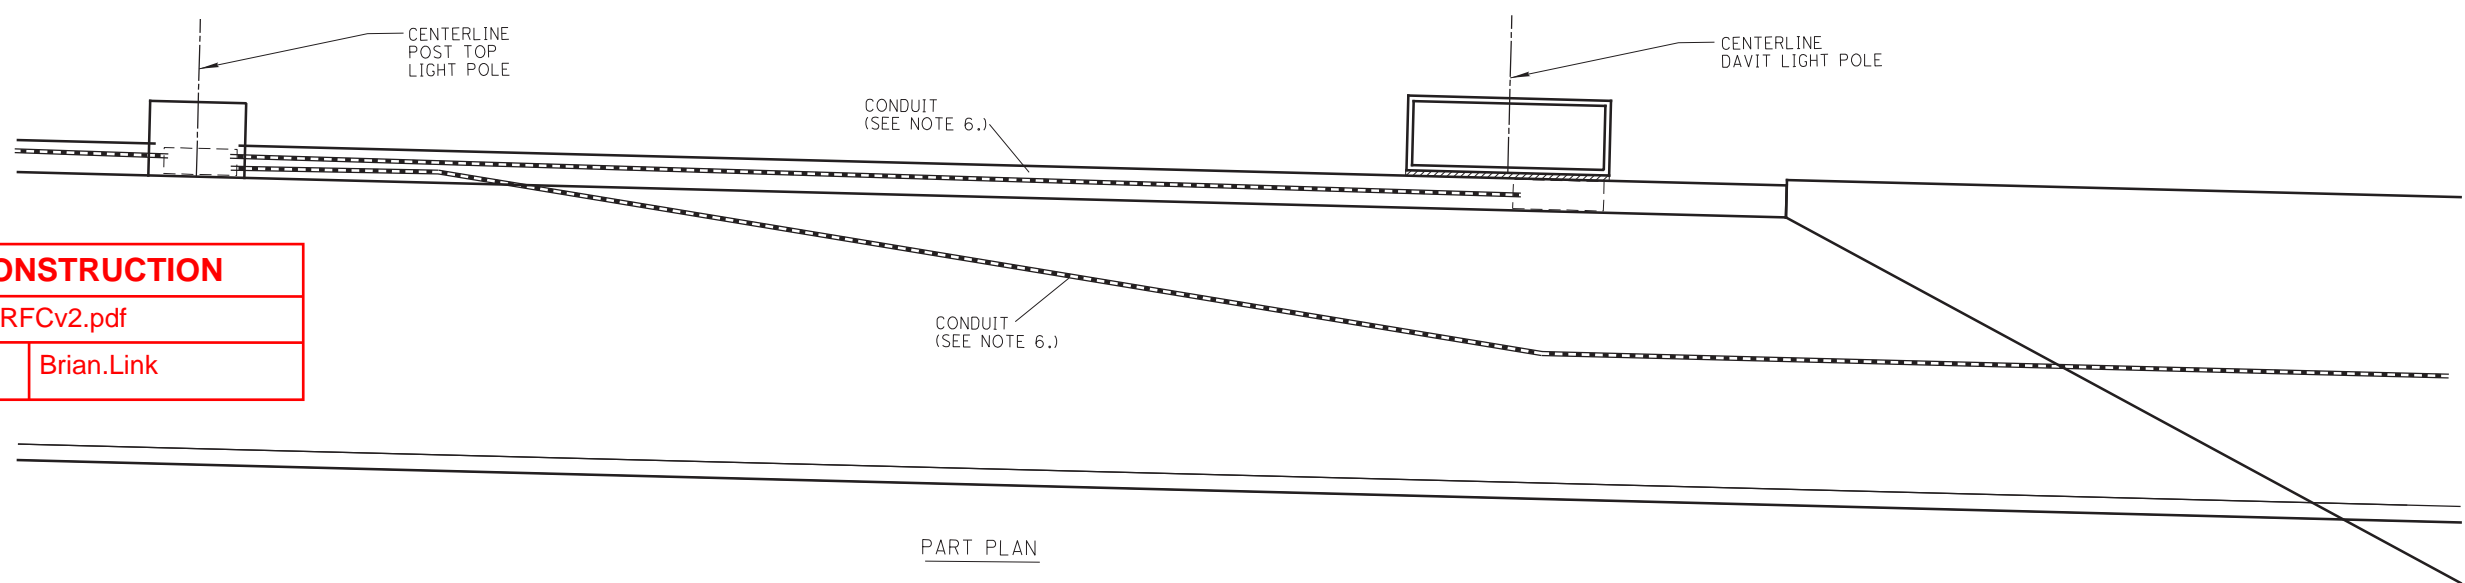 CENTERLINE
POST TOP
LIGHT POLE
CENTERLINE
DAVIT LIGHT POLE
CONDUIT
(SEE NOTE 6.)
ONSTRUCTION
RFCv2.pdf
Brian.Link
CONDUIT
(SEE NOTE 6.)
PART PLAN